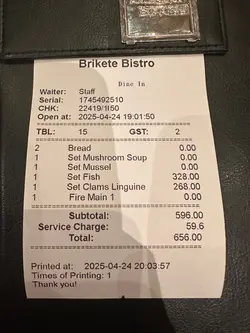 Brikete Bistro
Dine In
Waiter: Staff
Serial: 1745492510
CHK: 22419/1I50
Open at: 2025-04-24 19:01:50
TBL: 15 GST: 2
2 Bread 0.00
1 Set Mushroom Soup 0.00
1 Set Mussel 0.00
1 Set Fish 328.00
1 Set Clams Linguine 268.00
1 Fire Main 1 0.00
Subtotal: 596.00
Service Charge: 59.6
Total: 656.00
Printed at: 2025-04-24 20:03:57
Times of Printing: 1
Thank you!